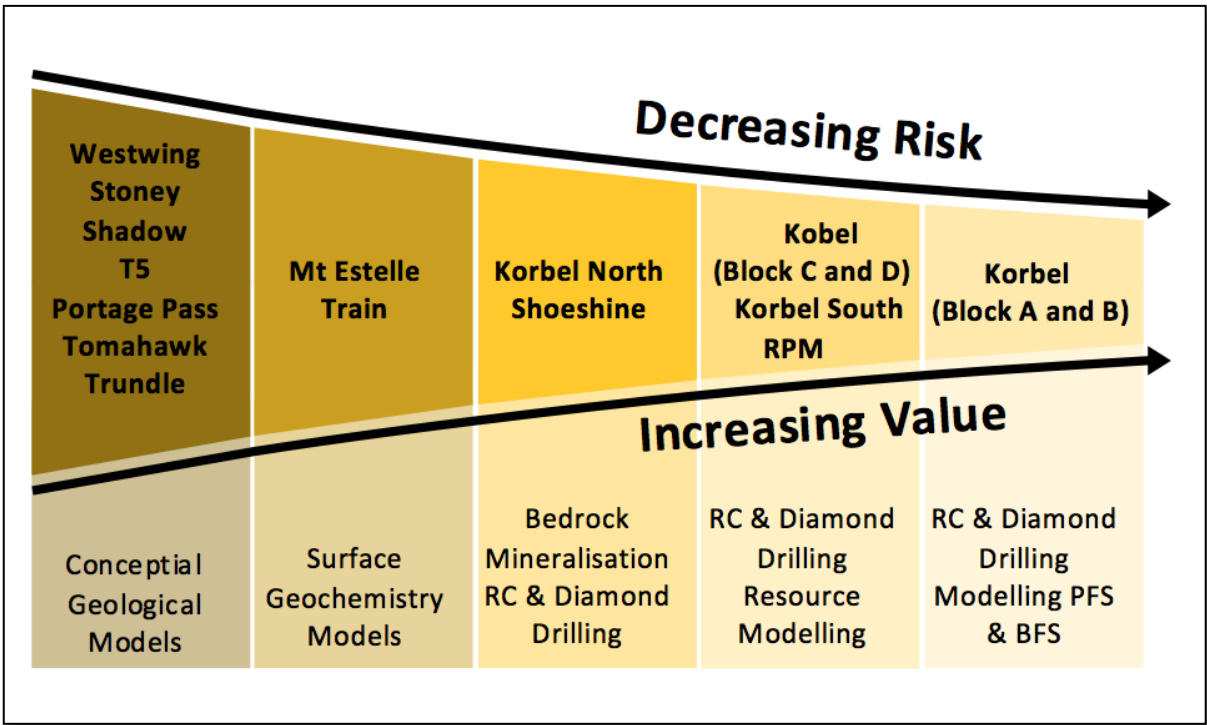 Decreasing Risk
Westwing
Stoney
Shadow
T5
Portage Pass
Tomahawk
Trundle
Mt Estelle
Train
Korbel North
Shoeshine
Kobel
(Block C and D)
Korbel South
RPM
Korbel
(Block A and B)
Increasing Value
Conceptial
Geological
Models
Surface
Geochemistry
Models
Bedrock
Mineralisation
RC & Diamond
Drilling
RC & Diamond
Drilling
Resource
Modelling
RC & Diamond
Drilling
Modelling PFS
& BFS